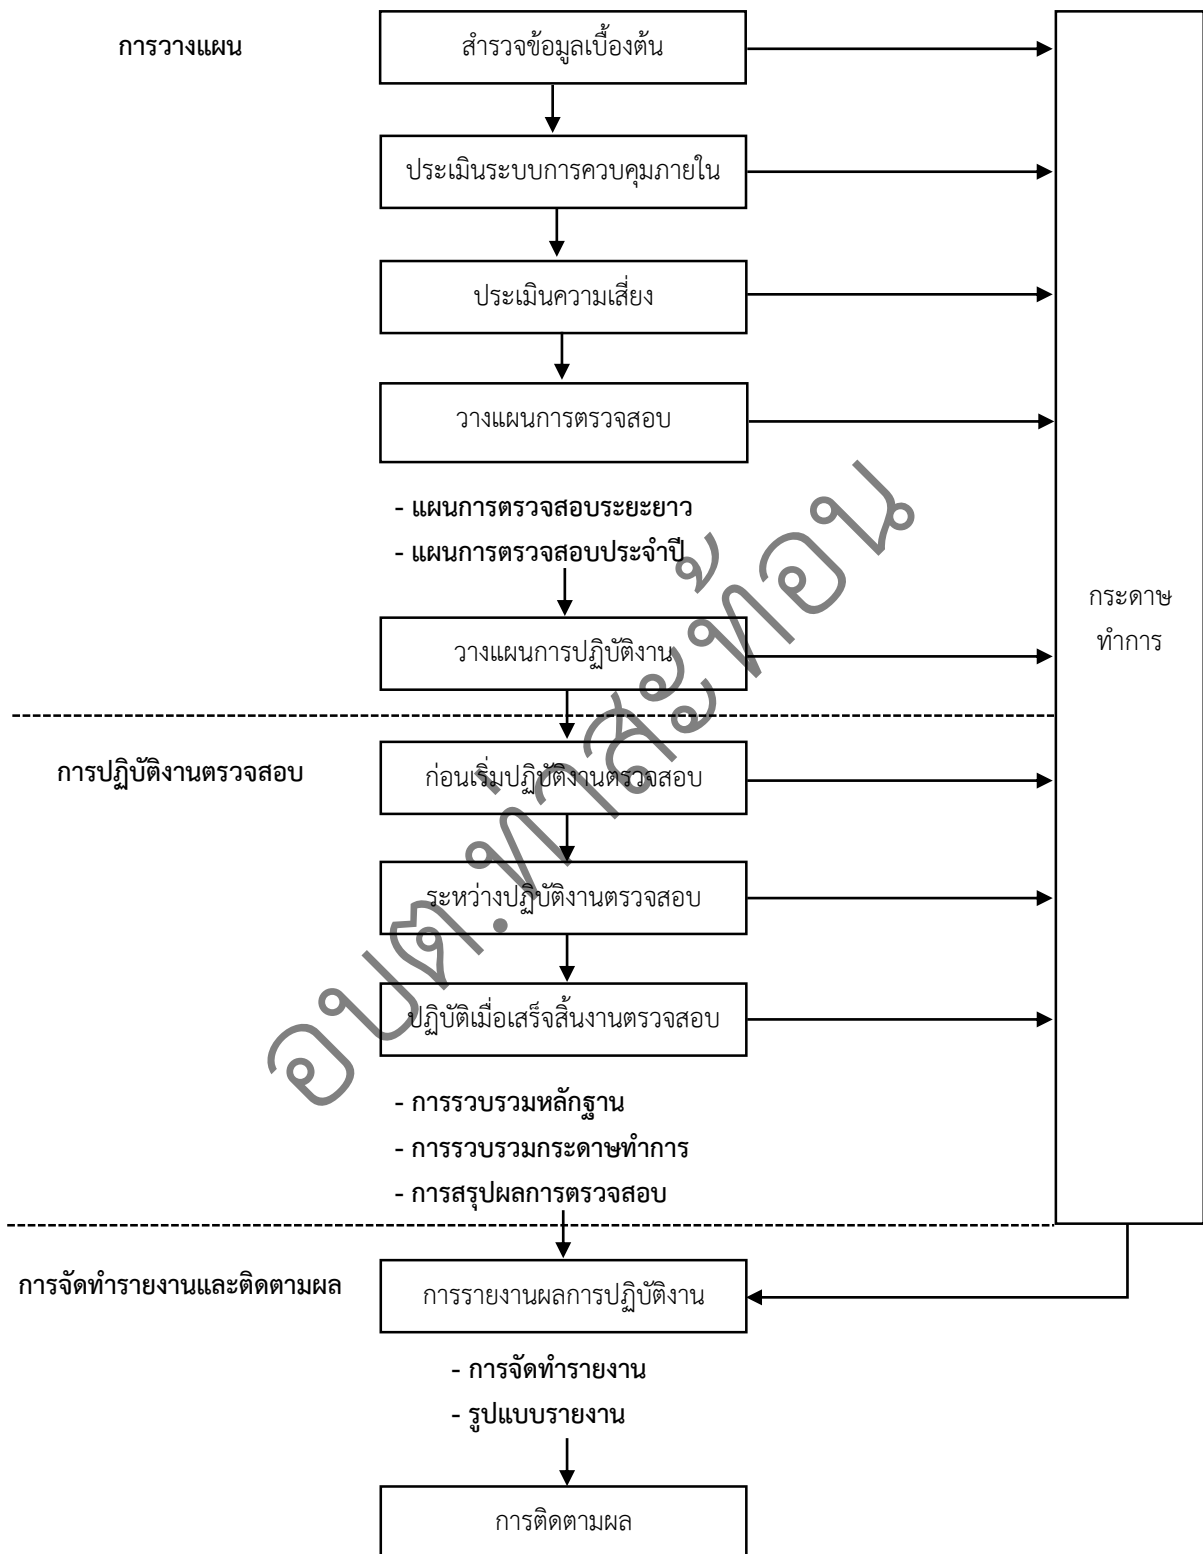 การวางแผน
สำรวจข้อมูลเบื้องต้น
ประเมินระบบการควบคุมภายใน
ประเมินความเสี่ยง
วางแผนการตรวจสอบ
- แผนการตรวจสอบระยะยาว
- แผนการตรวจสอบประจำปี
วางแผนการปฏิบัติงาน
กระดาษ
ทำการ
การปฏิบัติงานตรวจสอบ
ก่อนเริ่มปฏิบัติงานตรวจสอบ
ระหว่างปฏิบัติงานตรวจสอบ
ปฏิบัติเมื่อเสร็จสิ้นงานตรวจสอบ
- การรวบรวมหลักฐาน
- การรวบรวมกระดาษทำการ
- การสรุปผลการตรวจสอบ
การจัดทำรายงานและติดตามผล
การรายงานผลการปฏิบัติงาน
- การจัดทำรายงาน
- รูปแบบรายงาน
การติดตามผล
อบต.ท่าสะท้อน